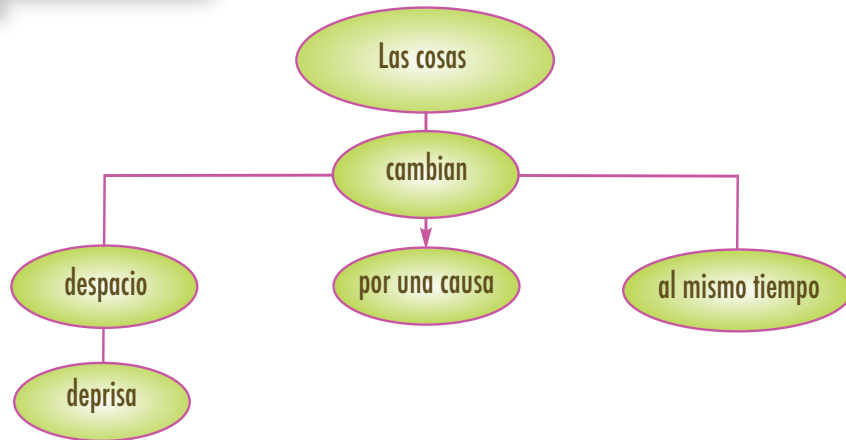 Las cosas
cambian
despacio
por una causa
al mismo tiempo
deprisa